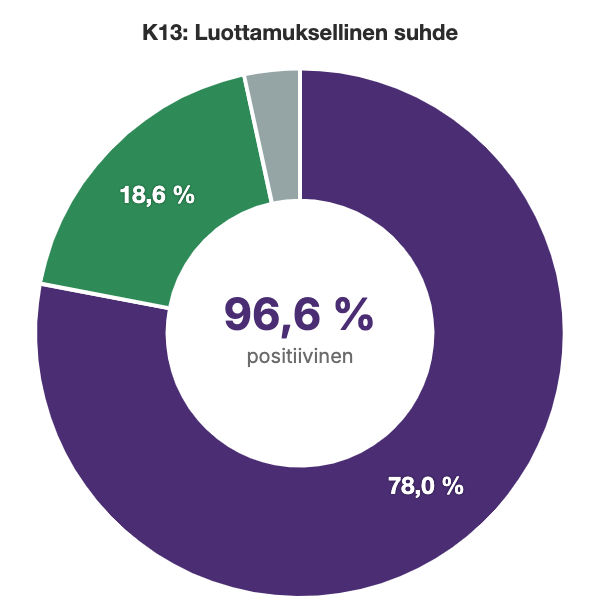 K13: Luottamuksellinen suhde
18,6 %
96,6 %
positiivinen
78,0 %